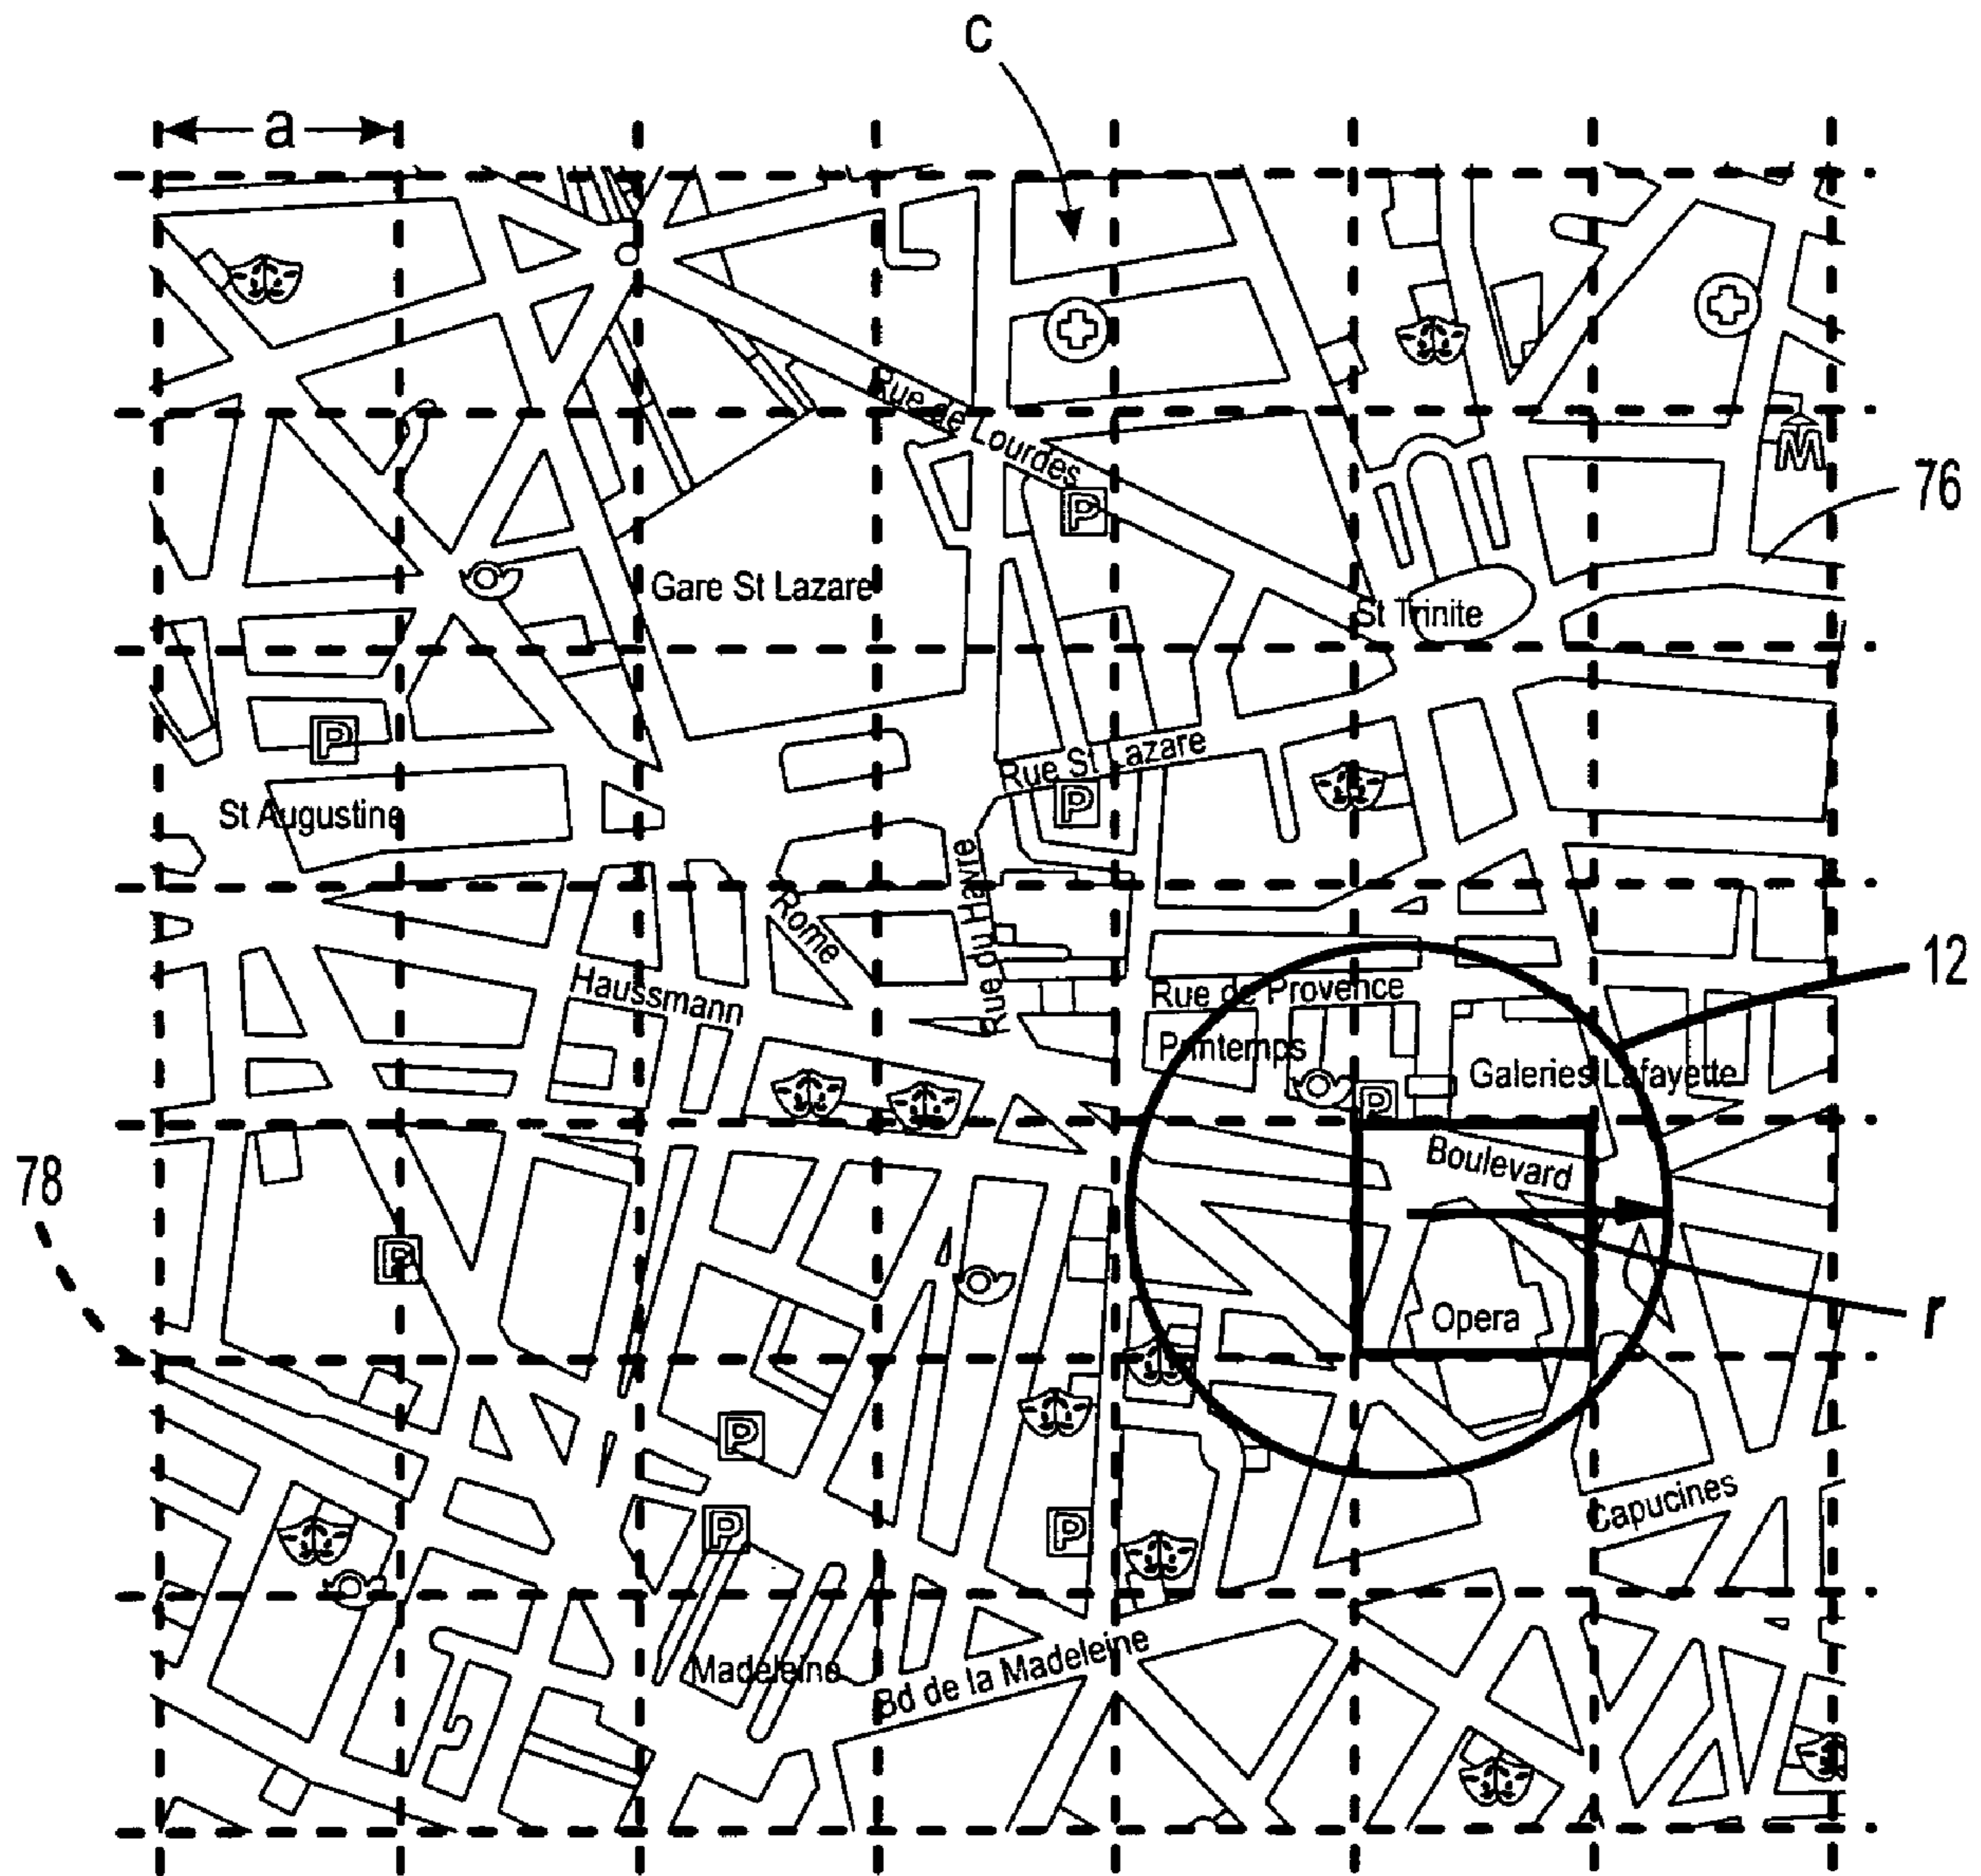 c
a
Rue de Lourdes
M
76
P
Gare St Lazare
St Trinite
P
Rue St Lazare
P
St Augustine
Rue du Havre
Rome
12
Haussmann
Rue de Provence
Printemps
Galeries Lafayette
P
78
Boulevard
P
Opera
r
P
Capucines
P
P
Madeleine
Bd de la Madeleine